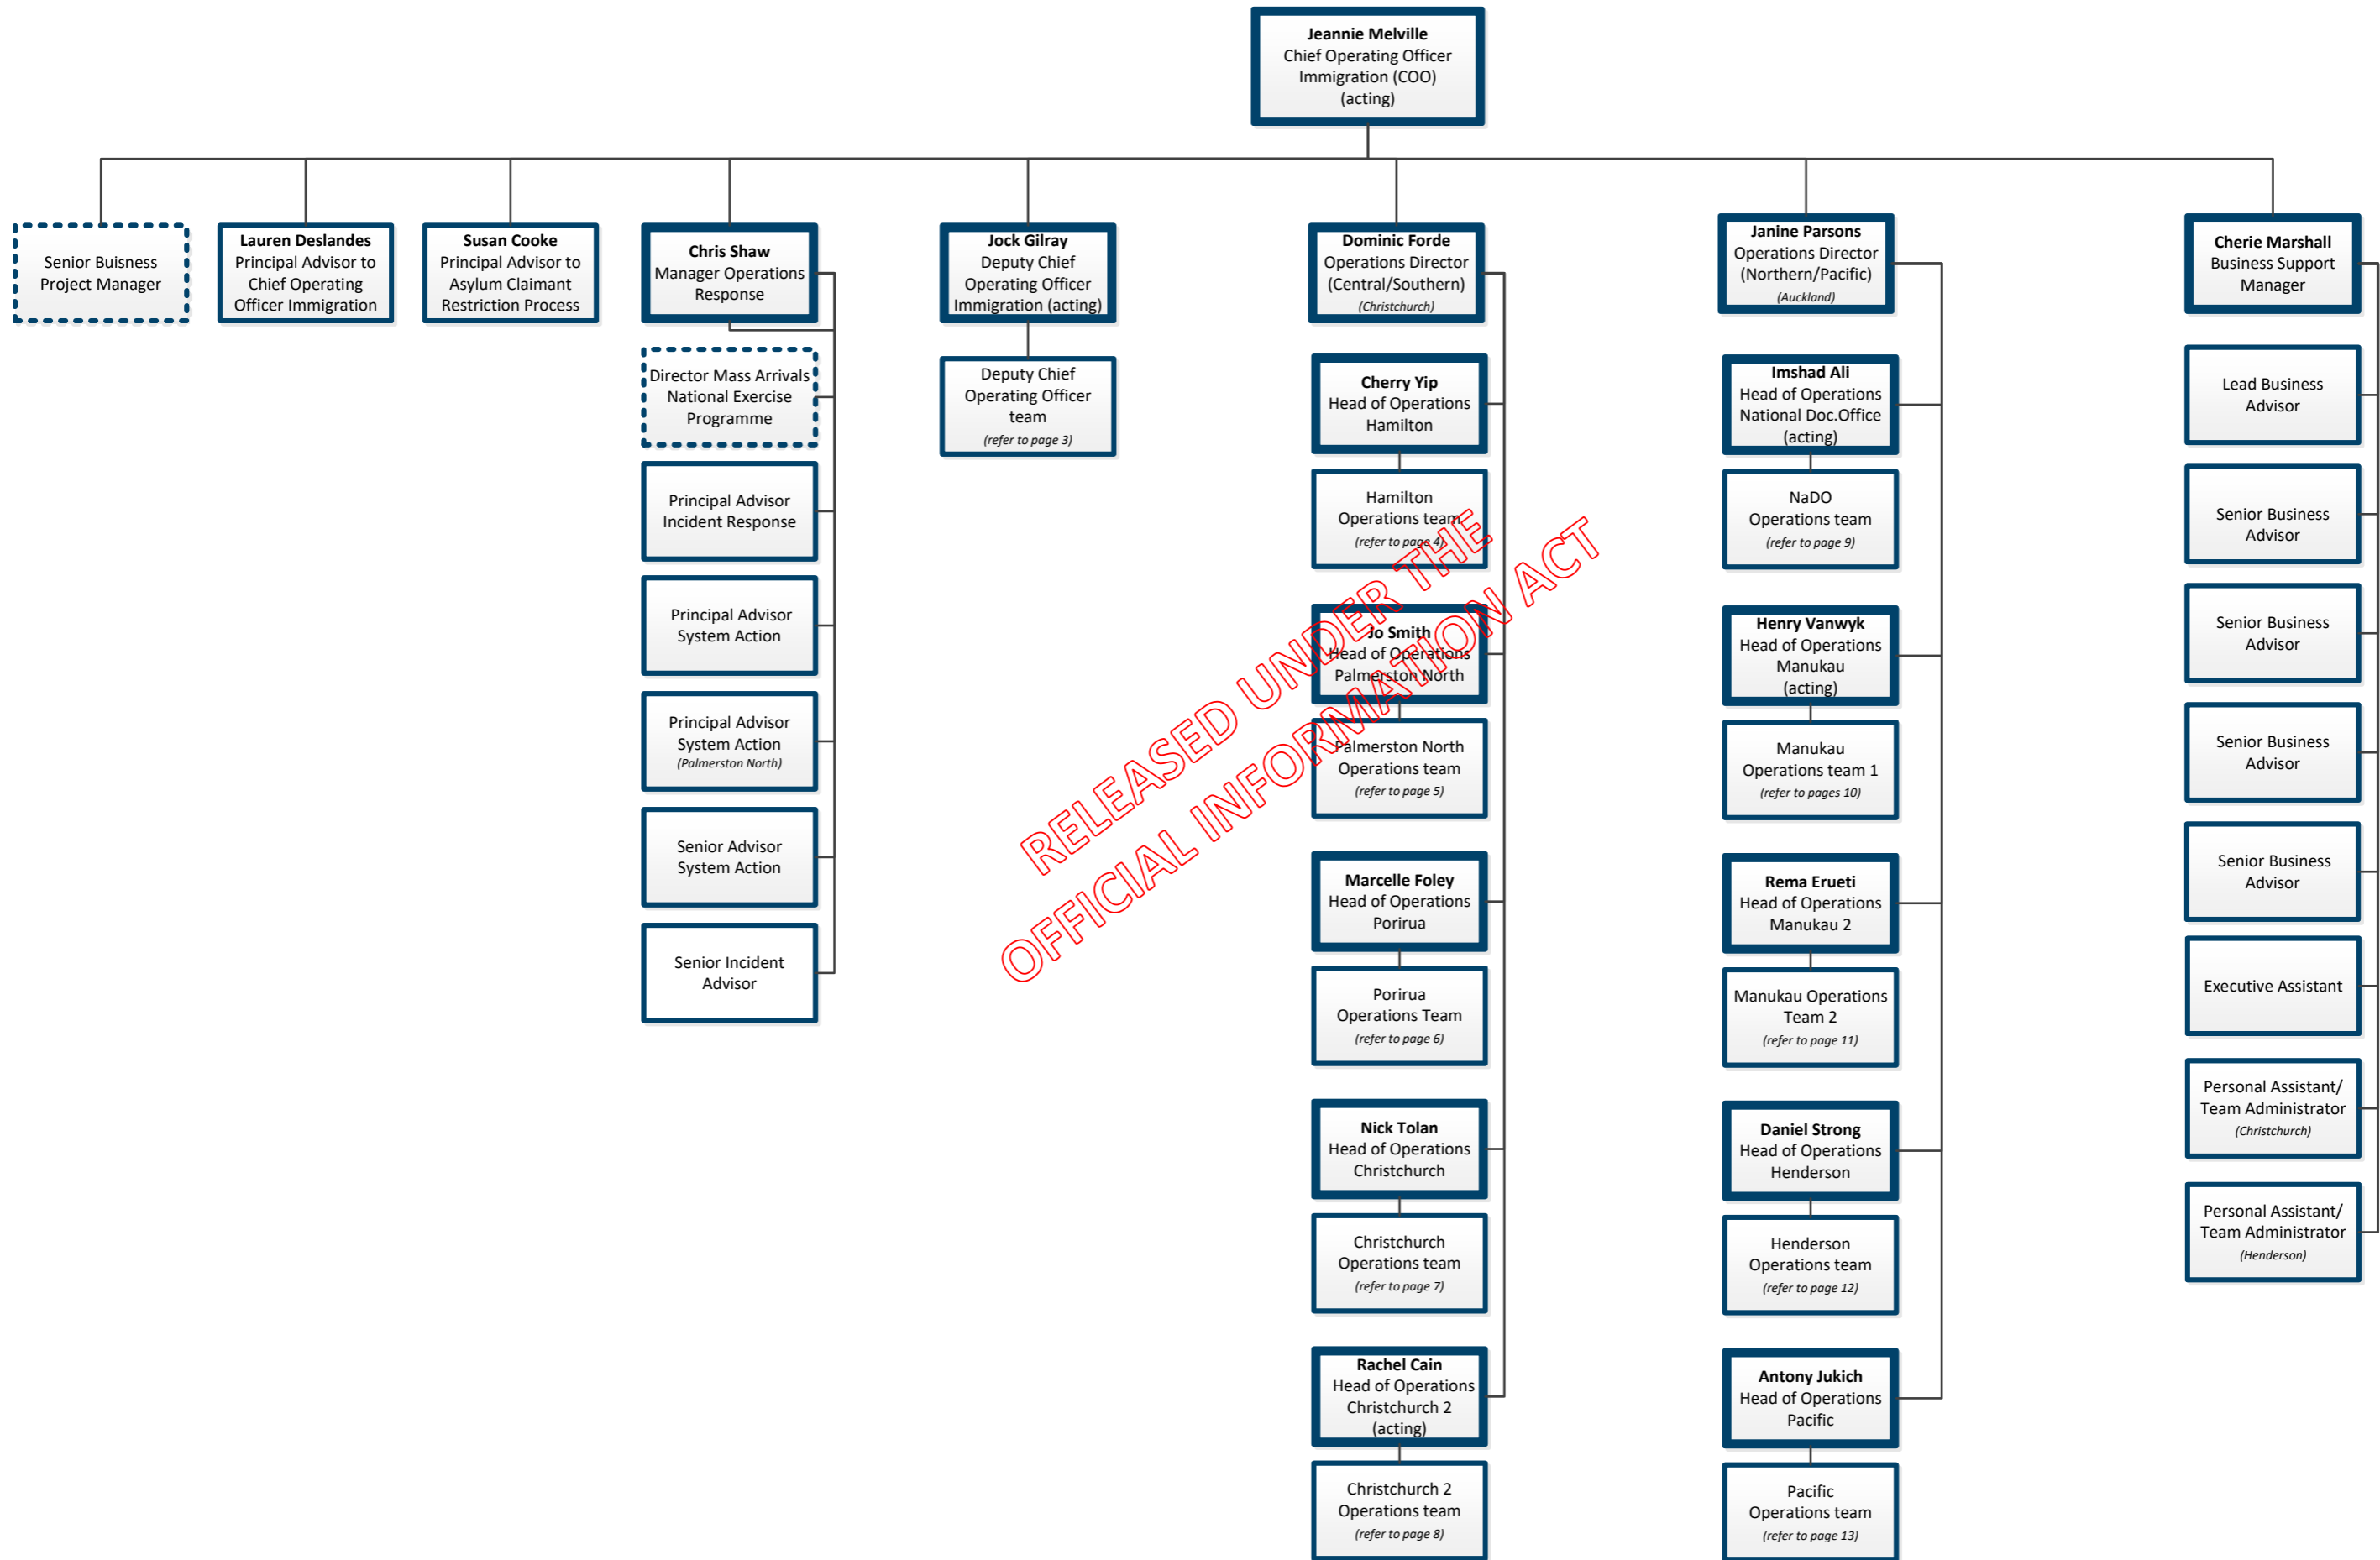 Jeannie Melville
Chief Operating Officer
Immigration (COO)
(acting)
Senior Buisness
Project Manager
Lauren Deslandes
Principal Advisor to
Chief Operating
Officer Immigration
Susan Cooke
Principal Advisor to
Asylum Claimant
Restriction Process
Chris Shaw
Manager Operations
Response
Director Mass Arrivals
National Exercise
Programme
Principal Advisor
Incident Response
Principal Advisor
System Action
Principal Advisor
System Action
(Palmerston North)
Senior Advisor
System Action
Senior Incident
Advisor
Jock Gilray
Deputy Chief
Operating Officer
Immigration (acting)
Deputy Chief
Operating Officer
team
(refer to page 3)
Dominic Forde
Operations Director
(Central/Southern)
(Christchurch)
Cherry Yip
Head of Operations
Hamilton
Hamilton
Operations team
(refer to page 4)
Jo Smith
Head of Operations
Palmerston North
Palmerston North
Operations team
(refer to page 5)
Marcelle Foley
Head of Operations
Porirua
Porirua
Operations Team
(refer to page 6)
Nick Tolan
Head of Operations
Christchurch
Christchurch
Operations team
(refer to page 7)
Rachel Cain
Head of Operations
Christchurch 2
(acting)
Christchurch 2
Operations team
(refer to page 8)
Janine Parsons
Operations Director
(Northern/Pacific)
(Auckland)
Imshad Ali
Head of Operations
National Doc.Office
(acting)
NaDO
Operations team
(refer to page 9)
Henry Vanwyk
Head of Operations
Manukau
(acting)
Manukau
Operations team 1
(refer to pages 10)
Rema Erueti
Head of Operations
Manukau 2
Manukau Operations
Team 2
(refer to page 11)
Daniel Strong
Head of Operations
Henderson
Henderson
Operations team
(refer to page 12)
Antony Jukich
Head of Operations
Pacific
Pacific
Operations team
(refer to page 13)
Cherie Marshall
Business Support
Manager
Lead Business
Advisor
Senior Business
Advisor
Senior Business
Advisor
Senior Business
Advisor
Senior Business
Advisor
Executive Assistant
Personal Assistant/
Team Administrator
(Christchurch)
Personal Assistant/
Team Administrator
(Henderson)
RELEASED UNDER THE
OFFICIAL INFORMATION ACT